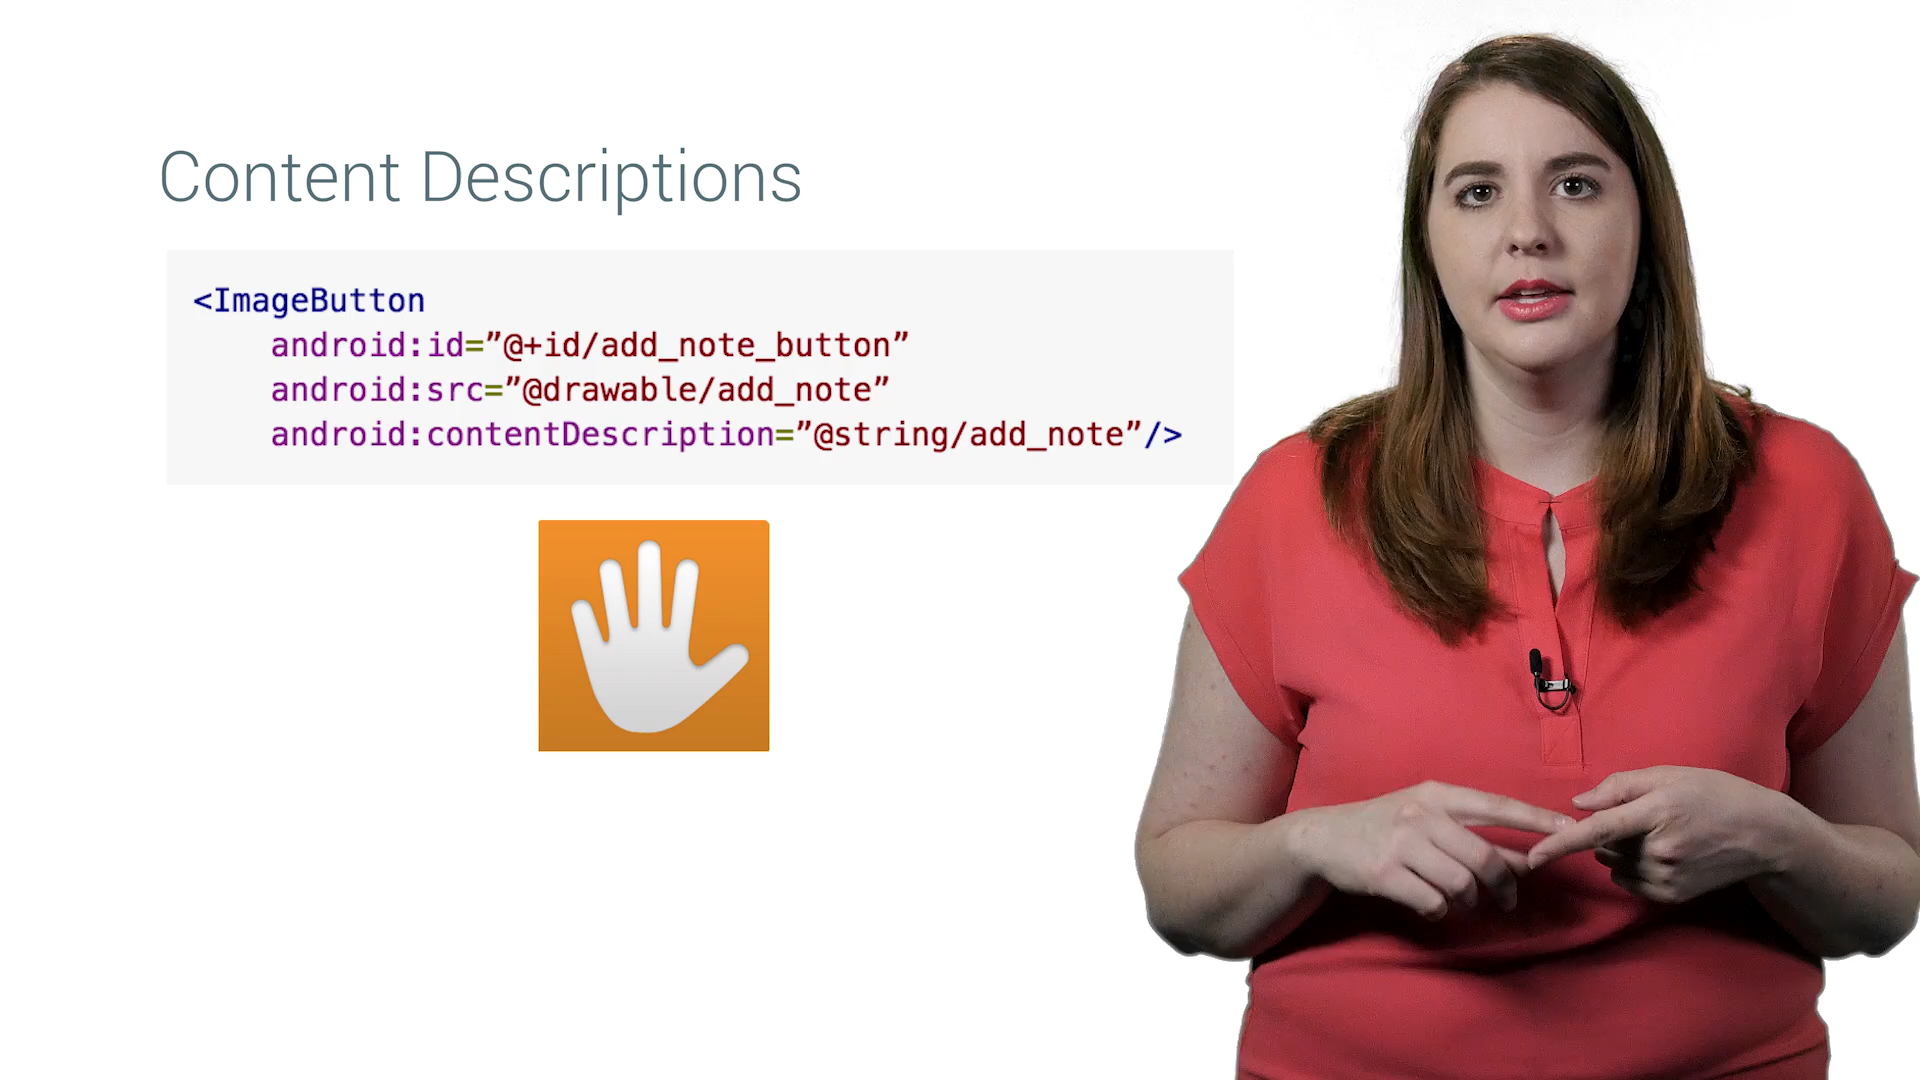 Content Descriptions
<ImageButton
android:id=”@+id/add_note_button”
android:src=”@drawable/add_note”
android:contentDescription=”@string/add_note”/>